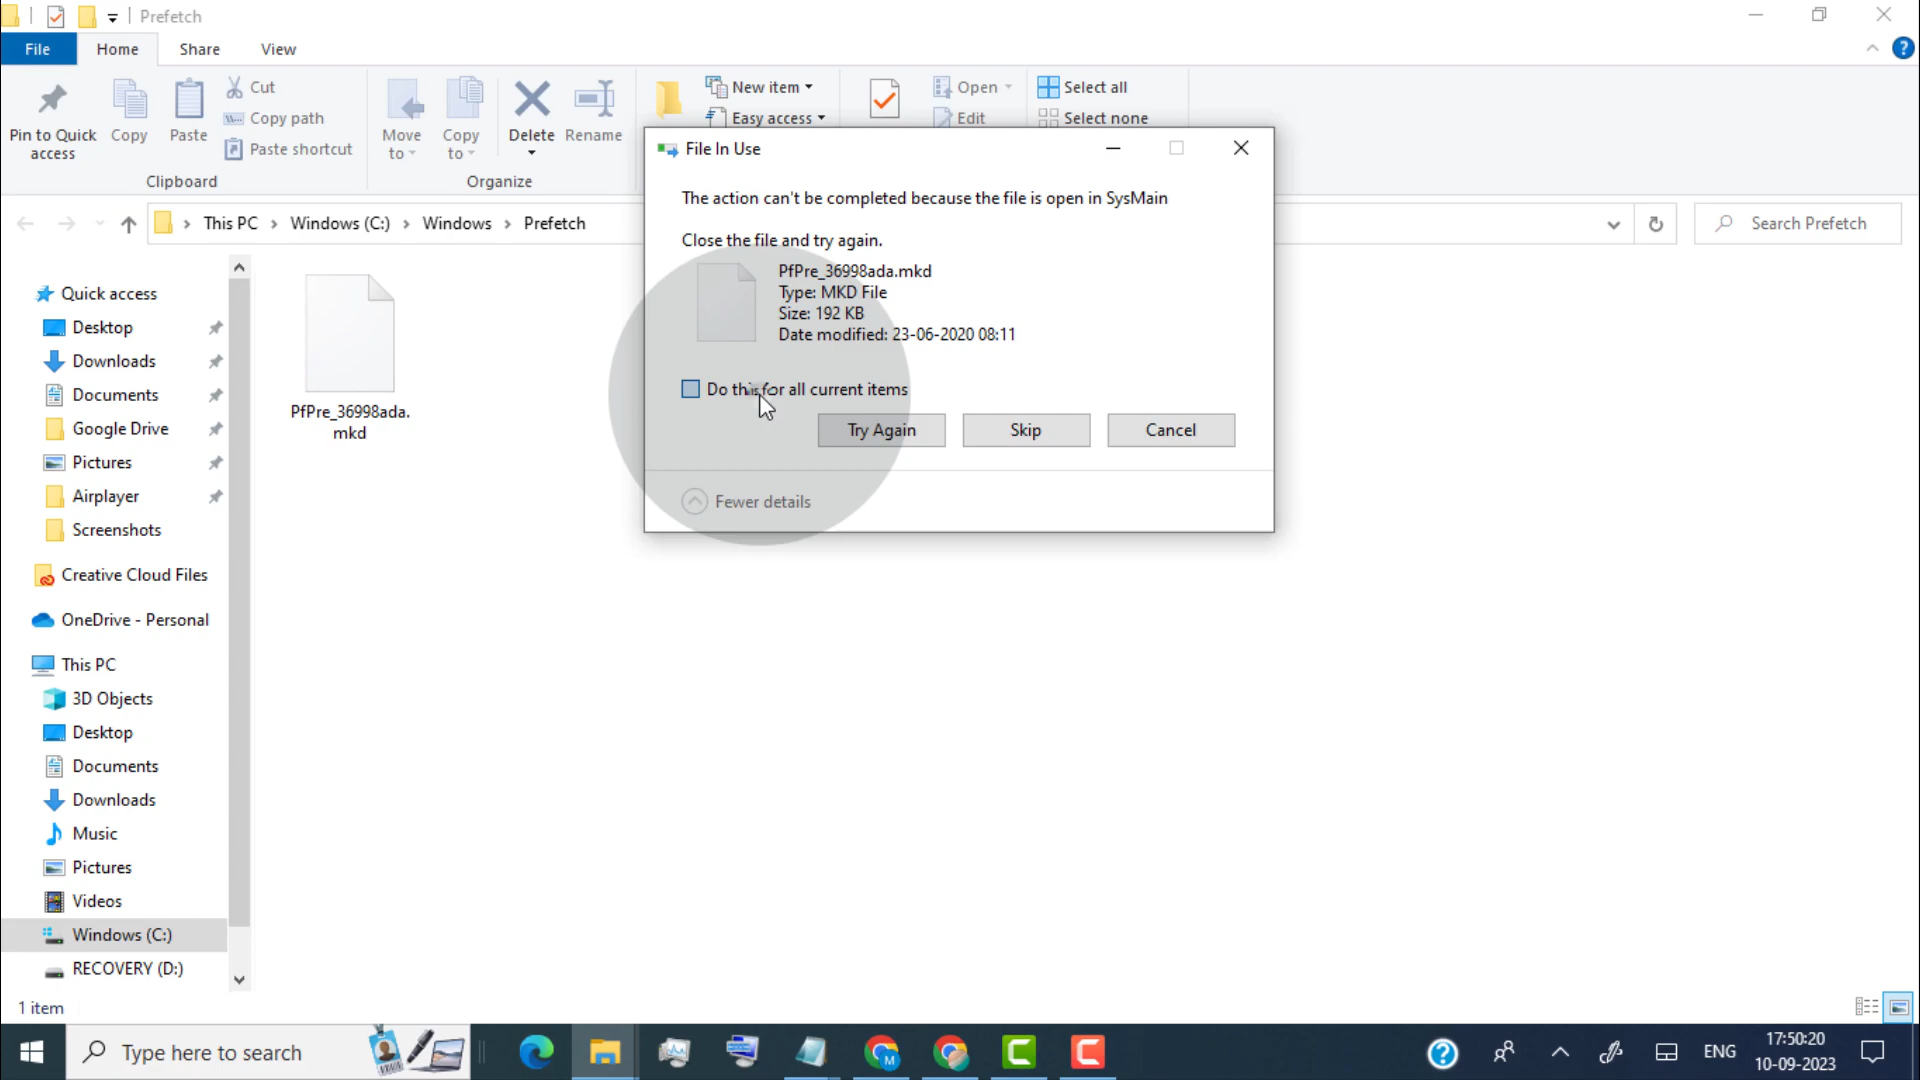 Prefetch
File Home Share View
Pin to Quick access
Copy
Paste
Cut
Copy path
Paste shortcut
Clipboard
Move to
Copy to
Delete
Rename
Organize
New item
Easy access
Open
Edit
Select all
Select none
This PC > Windows (C:) > Windows > Prefetch
Search Prefetch
Quick access
Desktop
Downloads
Documents
Google Drive
Pictures
Airplayer
Screenshots
Creative Cloud Files
OneDrive - Personal
This PC
3D Objects
Desktop
Documents
Downloads
Music
Pictures
Videos
Windows (C:)
RECOVERY (D:)
1 item
PfPre_36998ada.
mkd
File In Use
The action can't be completed because the file is open in SysMain
Close the file and try again.
PfPre_36998ada.mkd
Type: MKD File
Size: 192 KB
Date modified: 23-06-2020 08:11
Do this for all current items
Try Again
Skip
Cancel
Fewer details
Type here to search
M
ENG
17:50:20
10-09-2023